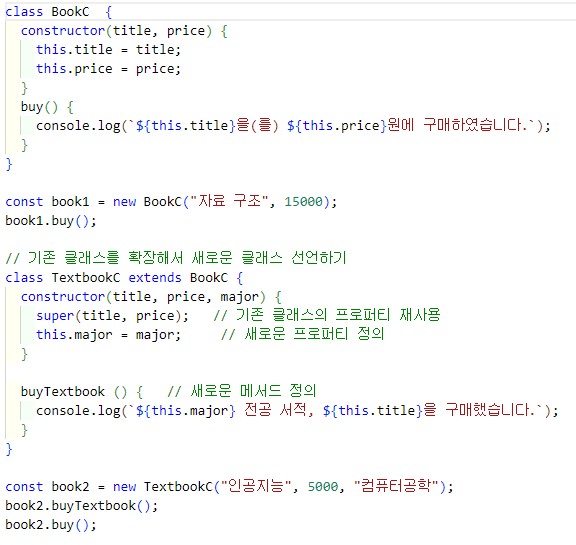 class BookC  {
  constructor(title, price) {
    this.title = title;
    this.price = price;
  }
  buy() {
    console.log(`${this.title}을(를) ${this.price}원에 구매하였습니다.`);
  }
}

const book1 = new BookC("자료 구조", 15000);
book1.buy();

// 기존 클래스를 확장해서 새로운 클래스 선언하기
class TextbookC extends BookC {
  constructor(title, price, major) {
    super(title, price);   // 기존 클래스의 프로퍼티 재사용
    this.major = major;     // 새로운 프로퍼티 정의
  }

  buyTextbook () {   // 새로운 메서드 정의
    console.log(`${this.major} 전공 서적, ${this.title}을 구매했습니다.`);
  }
}

const book2 = new TextbookC("인공지능", 5000, "컴퓨터공학");
book2.buyTextbook();
book2.buy();